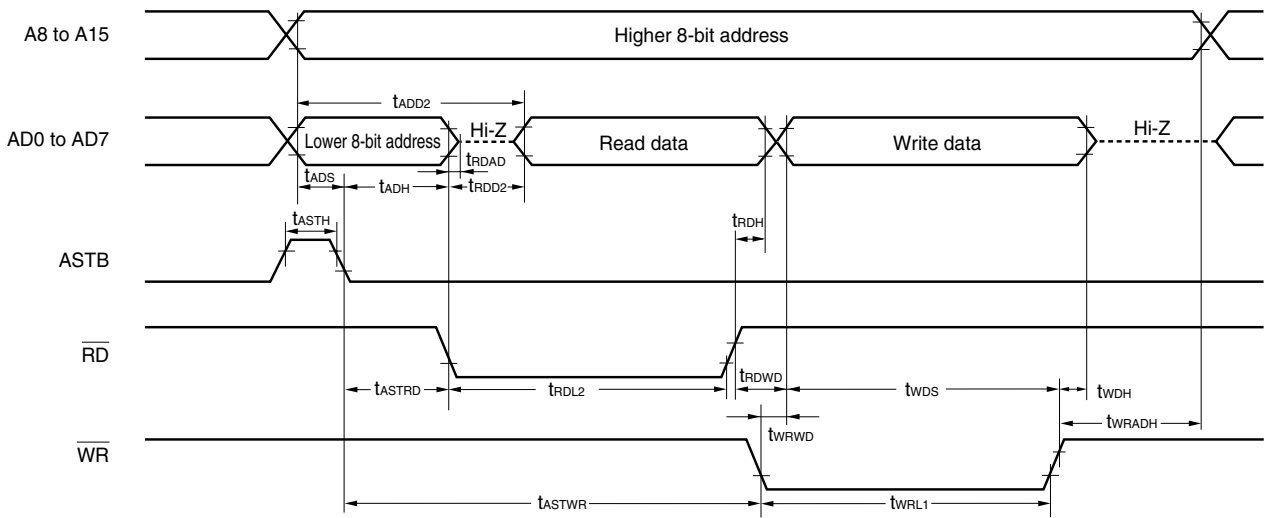 A8 to A15
Higher 8-bit address
tADD2
AD0 to AD7
Lower 8-bit address
Hi-Z
Read data
Write data
Hi-Z
tRDAD
tADS
tADH
tRDD2
tASTH
tRDH
ASTB
RD
tASTRD
tRDL2
tRDWD
tWDS
tWDH
tWRWD
tWRADH
WR
tASTWR
tWRL1